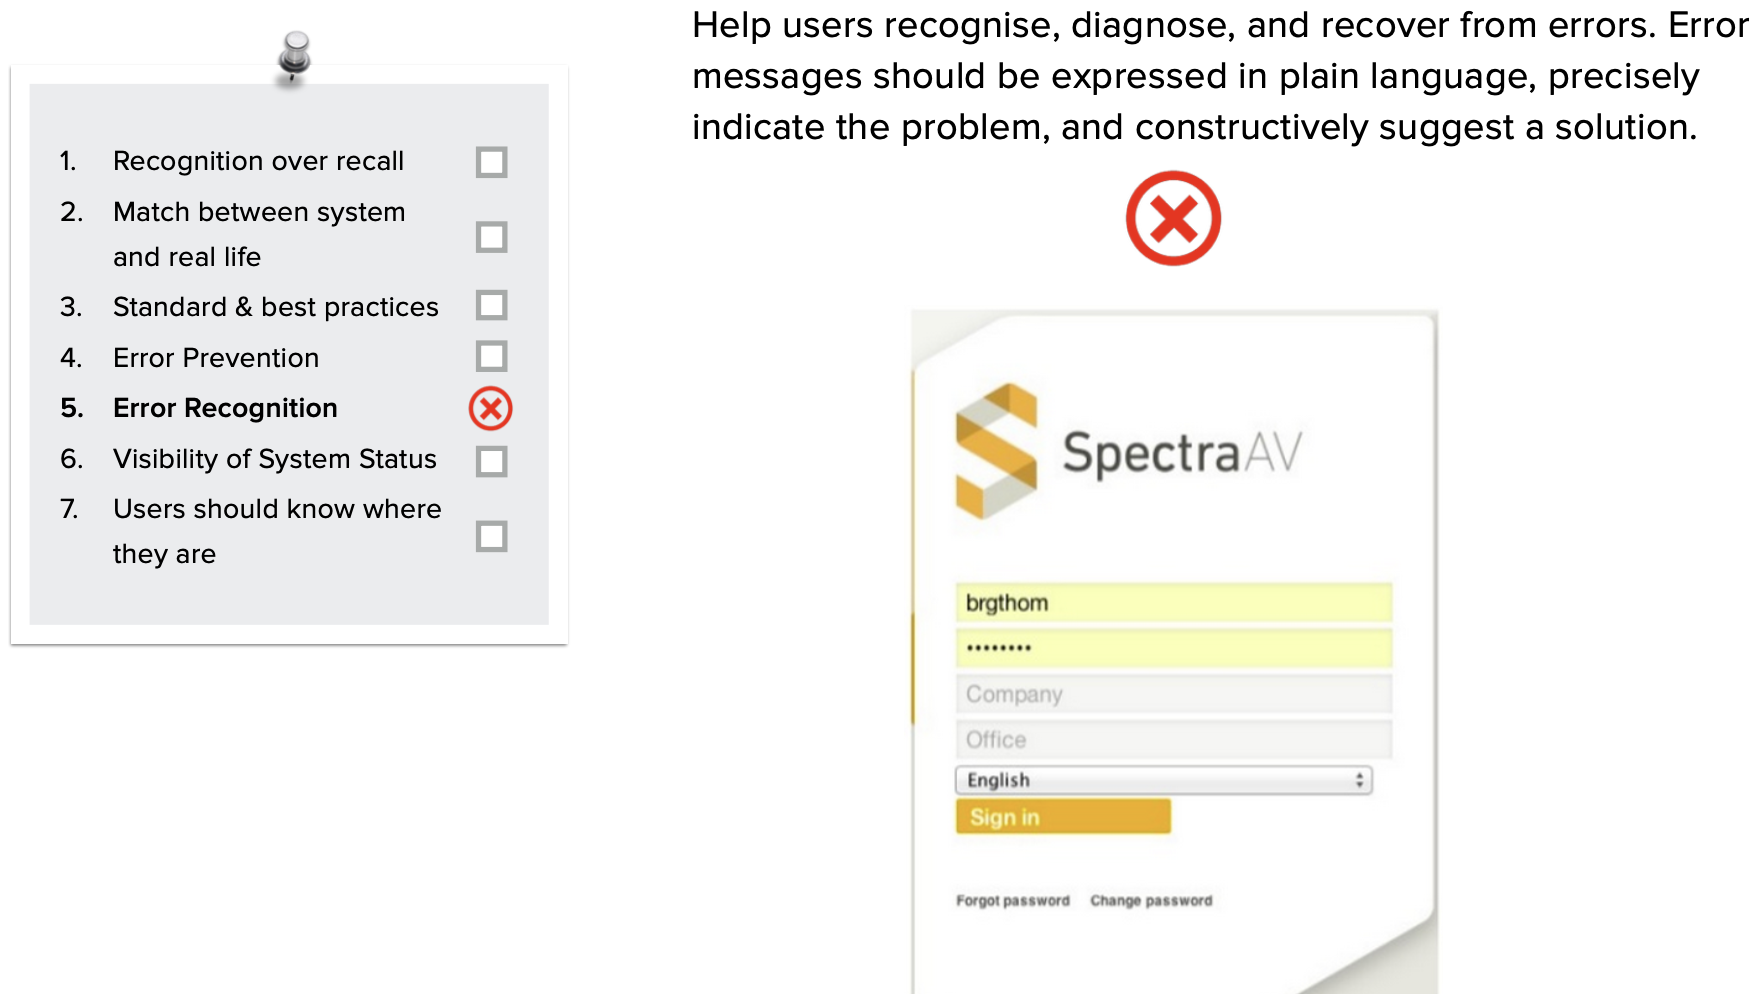 Help users recognise, diagnose, and recover from errors. Error
messages should be expressed in plain language, precisely
indicate the problem, and constructively suggest a solution.
1. Recognition over recall
2. Match between system
and real life
3. Standard & best practices
4. Error Prevention
5. Error Recognition
6. Visibility of System Status
7. Users should know where
they are
SpectraAV
brgthom
••••••••
Company
Office
English
Sign in
Forgot password Change password